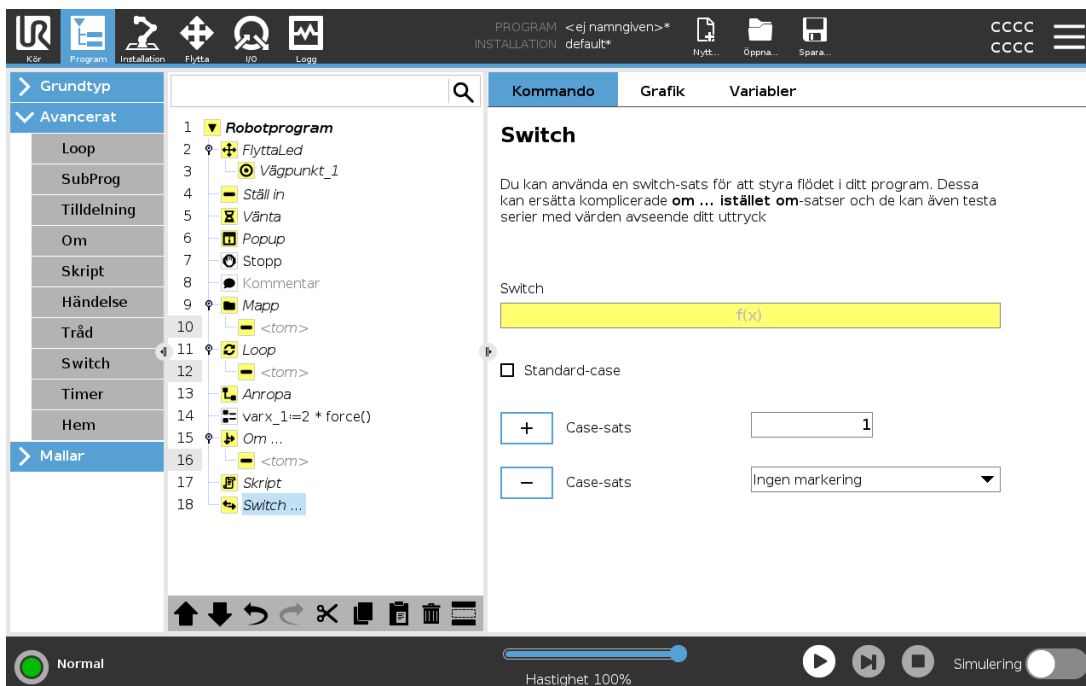 PROGRAM <ej namngiven>*
INSTALLATION default*
CCCC
CCCC
Kör
Program
Installation
Flytta
I/O
Logg
Nytt...
Öppna...
Spara...
Grundtyp
Avancerat
Loop
SubProg
Tilldelning
Om
Skript
Händelse
Tråd
Switch
Timer
Hem
Mallar
1 Robotprogram
2 FlyttaLed
3 Vägpunkt_1
4 Ställ in
5 Vänta
6 Popup
7 Stopp
8 Kommentar
9 Mapp
10 <tom>
11 Loop
12 <tom>
13 Anropa
14 varx_1:=2 * force()
15 Om ...
16 <tom>
17 Skript
18 Switch ...
Kommando
Grafik
Variabler
Switch
Du kan använda en switch-sats för att styra flödet i ditt program. Dessa
kan ersätta komplicerade om ... istället om-satser och de kan även testa
serier med värden avseende ditt uttryck
Switch
f(x)
Standard-case
+ Case-sats 1
− Case-sats Ingen markering
Normal
Hastighet 100%
Simulering